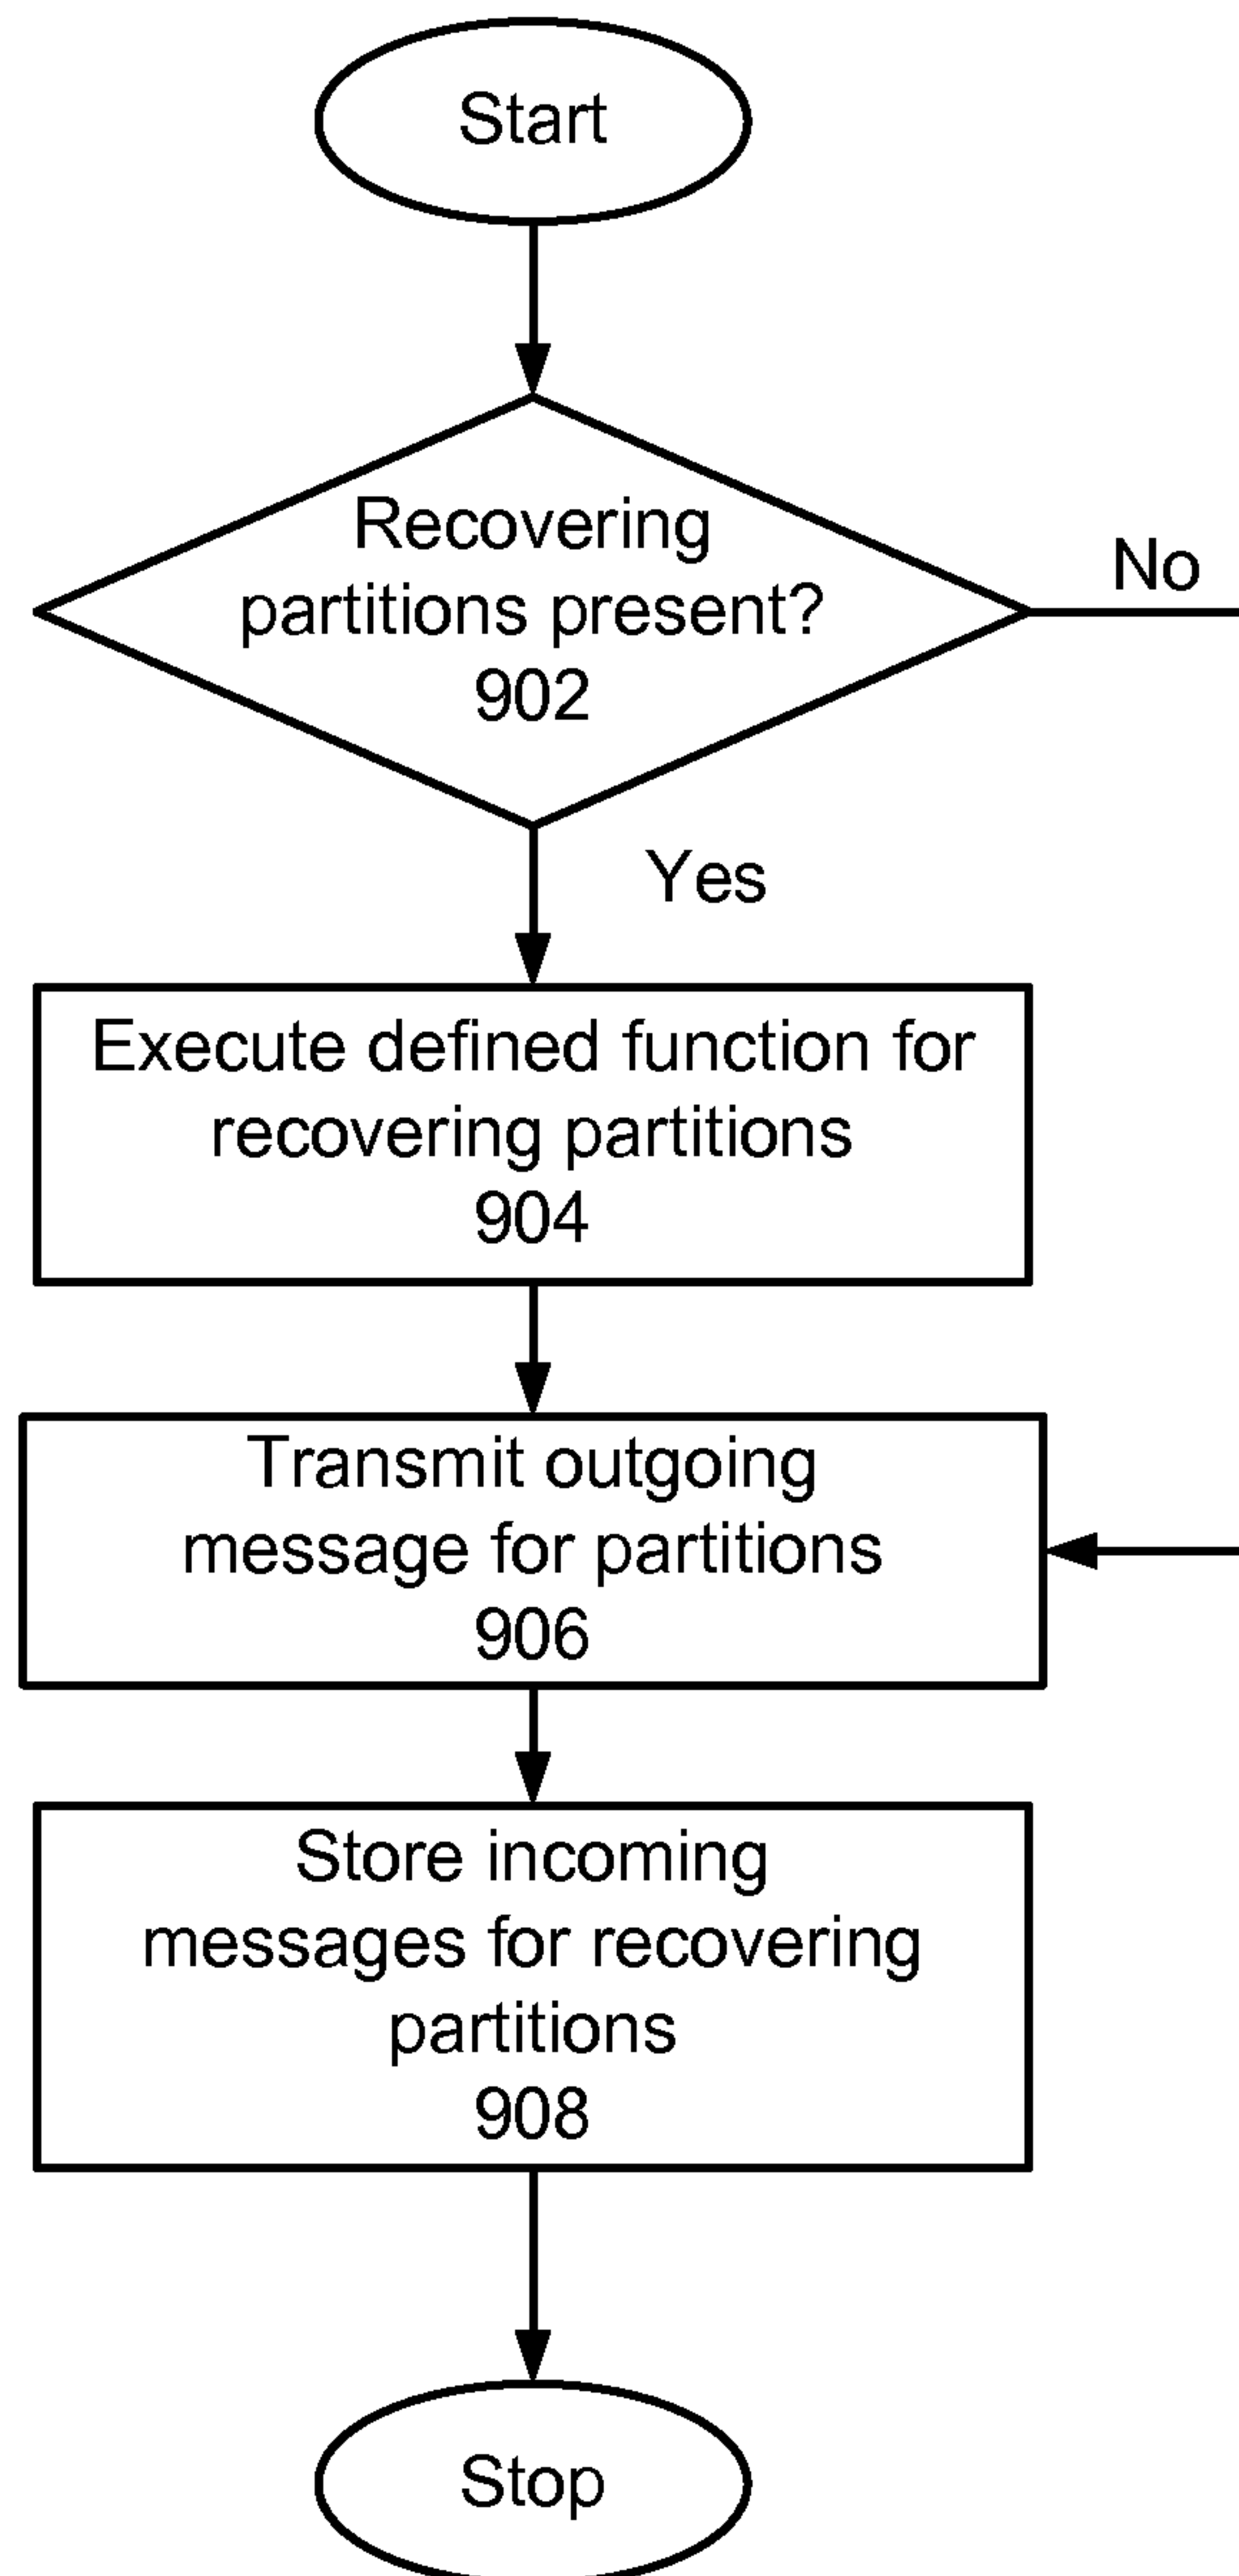 Start
Recovering
partitions present?
902
No
Yes
Execute defined function for
recovering partitions
904
Transmit outgoing
message for partitions
906
Store incoming
messages for recovering
partitions
908
Stop